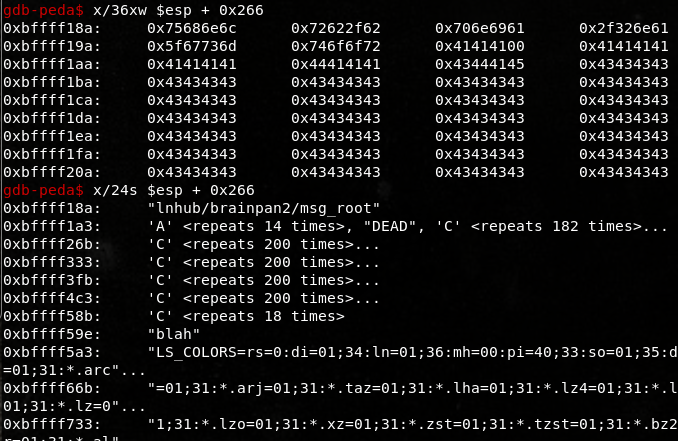 gdb-peda$ x/36xw $esp + 0x266
0xbffff18a: 0x75686e6c 0x72622f62 0x706e6961 0x2f326e61
0xbffff19a: 0x5f67736d 0x746f6f72 0x41414100 0x41414141
0xbffff1aa: 0x41414141 0x44414141 0x43444145 0x43434343
0xbffff1ba: 0x43434343 0x43434343 0x43434343 0x43434343
0xbffff1ca: 0x43434343 0x43434343 0x43434343 0x43434343
0xbffff1da: 0x43434343 0x43434343 0x43434343 0x43434343
0xbffff1ea: 0x43434343 0x43434343 0x43434343 0x43434343
0xbffff1fa: 0x43434343 0x43434343 0x43434343 0x43434343
0xbffff20a: 0x43434343 0x43434343 0x43434343 0x43434343
gdb-peda$ x/24s $esp + 0x266
0xbffff18a: "lnhub/brainpan2/msg_root"
0xbffff1a3: 'A' <repeats 14 times>, "DEAD", 'C' <repeats 182 times>...
0xbffff26b: 'C' <repeats 200 times>...
0xbffff333: 'C' <repeats 200 times>...
0xbffff3fb: 'C' <repeats 200 times>...
0xbffff4c3: 'C' <repeats 200 times>...
0xbffff58b: 'C' <repeats 18 times>
0xbffff59e: "blah"
0xbffff5a3: "LS_COLORS=rs=0:di=01;34:ln=01;36:mh=00:pi=40;33:so=01;35:d
=01;31:*.arc"...
0xbffff66b: "=01;31:*.arj=01;31:*.taz=01;31:*.lha=01;31:*.lz4=01;31:*.l
01;31:*.lz=0"...
0xbffff733: "1;31:*.lzo=01;31:*.xz=01;31:*.zst=01;31:*.tzst=01;31:*.bz2